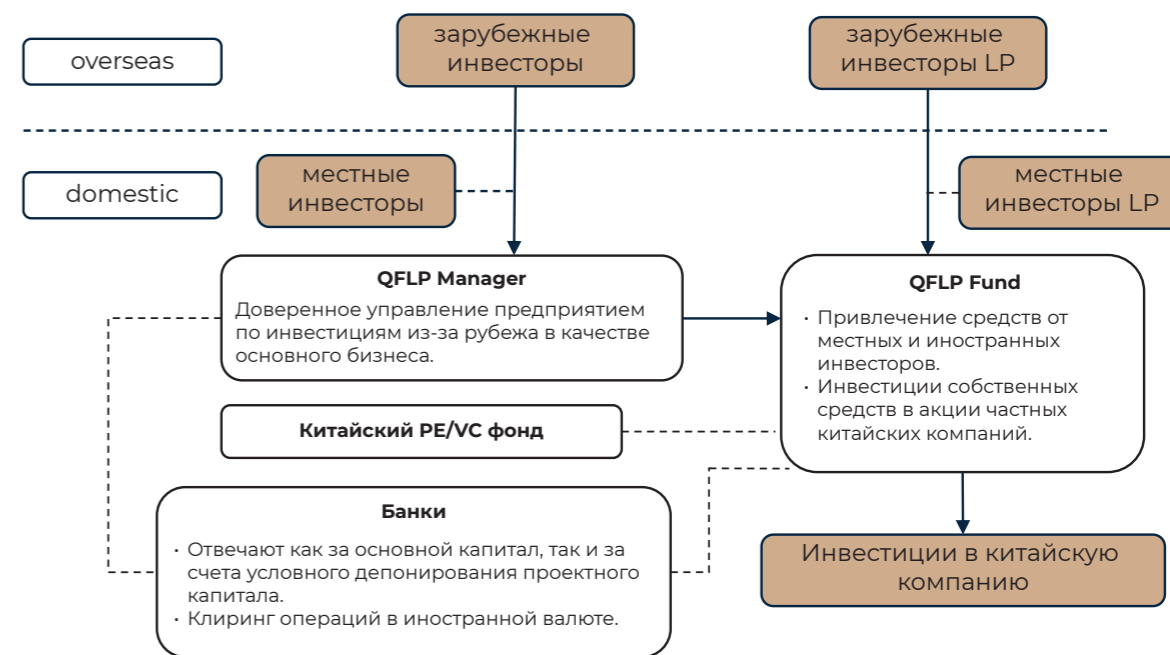 overseas
зарубежные
инвесторы
зарубежные
инвесторы LP
domestic
местные
инвесторы
местные
инвесторы LP
QFLP Manager
Доверенное управление предприятием
по инвестициям из-за рубежа в качестве
основного бизнеса.
QFLP Fund
· Привлечение средств от
местных и иностранных
инвесторов.
· Инвестиции собственных
средств в акции частных
китайских компаний.
Китайский PE/VC фонд
Банки
· Отвечают как за основной капитал, так и за
счета условного депонирования проектного
капитала.
· Клиринг операций в иностранной валюте.
Инвестиции в китайскую
компанию